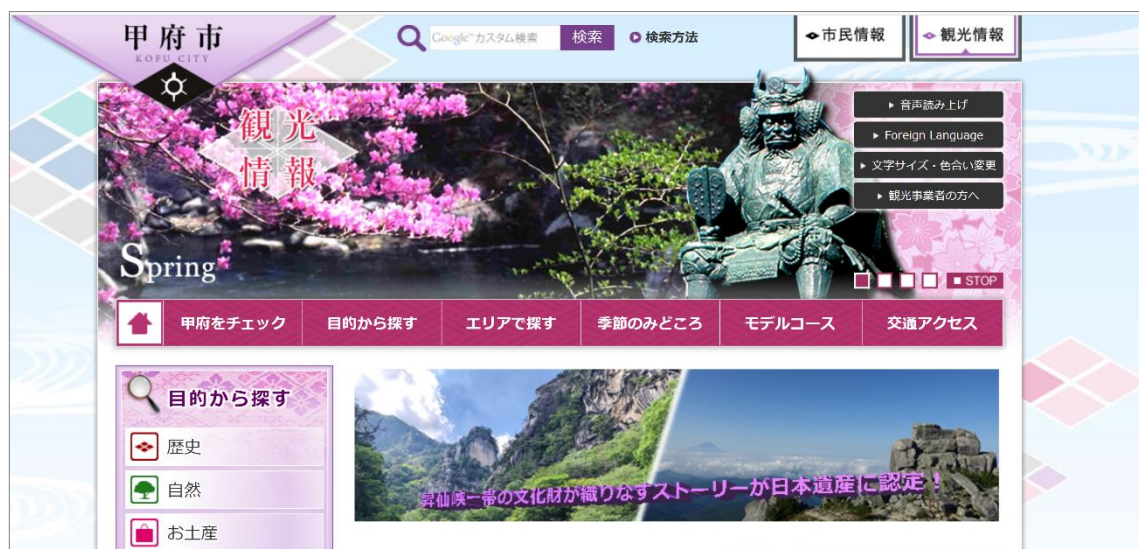 甲府市
KOFU CITY
Google™ カスタム検索
検索
検索方法
市民情報
観光情報
観光
情報
音声読み上げ
Foreign Language
文字サイズ・色合い変更
観光事業者の方へ
Spring
STOP
甲府をチェック
目的から探す
エリアで探す
季節のみどころ
モデルコース
交通アクセス
目的から探す
歴史
自然
お土産
昇仙峡一帯の文化財が織りなすストーリーが日本遺産に認定！